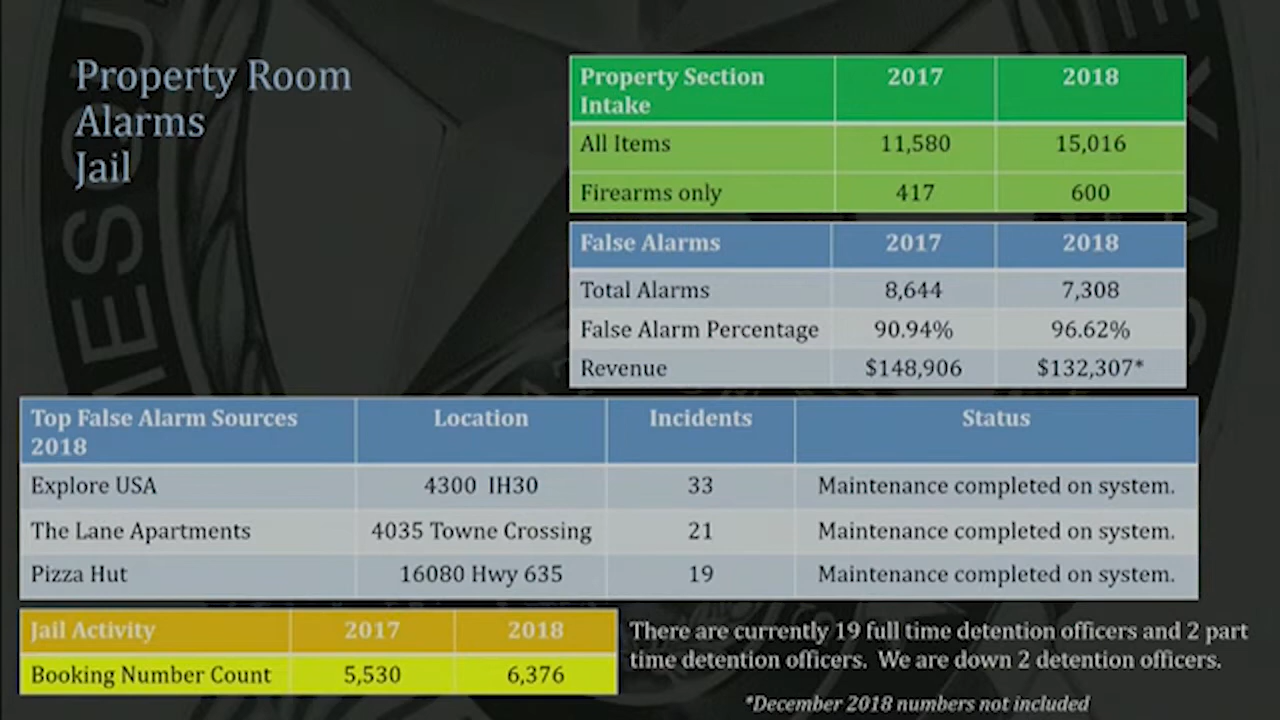 Property Room
Alarms
Jail
Property Section Intake 2017 2018
All Items 11,580 15,016
Firearms only 417 600
False Alarms 2017 2018
Total Alarms 8,644 7,308
False Alarm Percentage 90.94% 96.62%
Revenue $148,906 $132,307*
Top False Alarm Sources 2018 Location Incidents Status
Explore USA 4300 IH30 33 Maintenance completed on system.
The Lane Apartments 4035 Towne Crossing 21 Maintenance completed on system.
Pizza Hut 16080 Hwy 635 19 Maintenance completed on system.
Jail Activity 2017 2018
Booking Number Count 5,530 6,376
There are currently 19 full time detention officers and 2 part
time detention officers. We are down 2 detention officers.
*December 2018 numbers not included